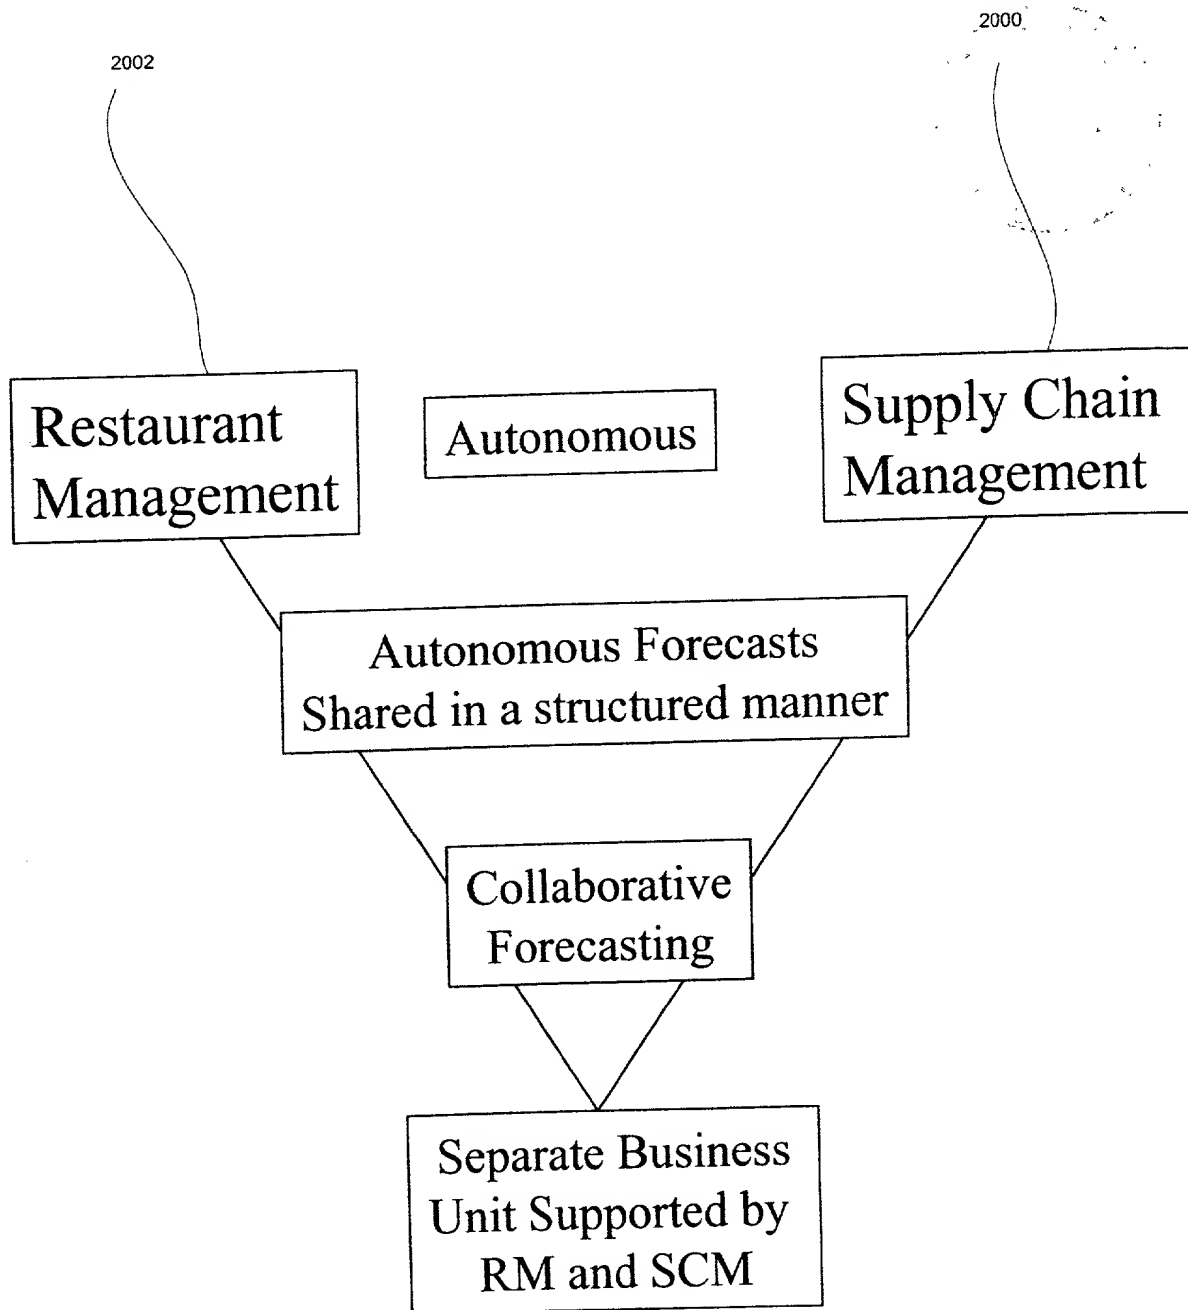 2002
2000
Restaurant
Management
Autonomous
Supply Chain
Management
Autonomous Forecasts
Shared in a structured manner
Collaborative
Forecasting
Separate Business
Unit Supported by
RM and SCM